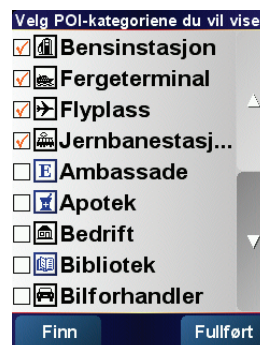 Velg POI-kategoriene du vil vise
Bensinstasjon
Fergeterminal
Flyplass
Jernbanestasj...
E Ambassade
Apotek
Bedrift
Bibliotek
Bilforhandler
Finn Fullført